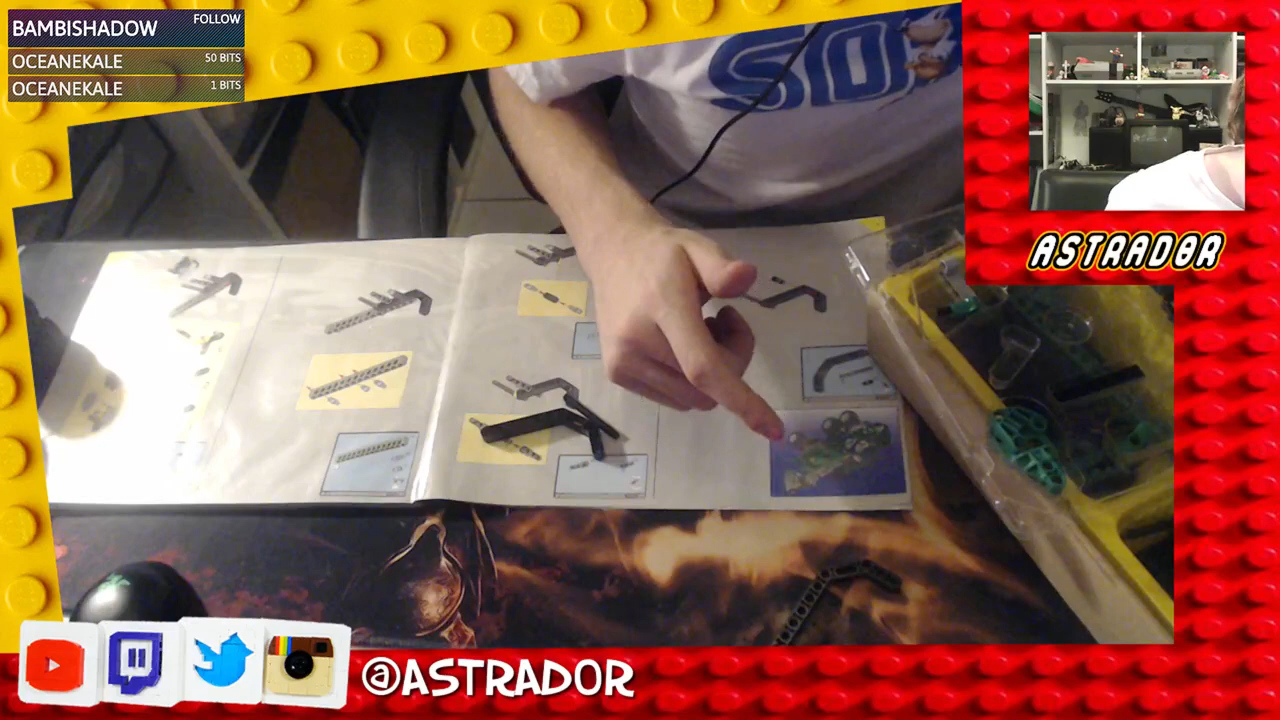 BAMBISHADOW FOLLOW
OCEANEKALE 50 BITS
OCEANEKALE 1 BITS
ASTRADOR
@ASTRADOR